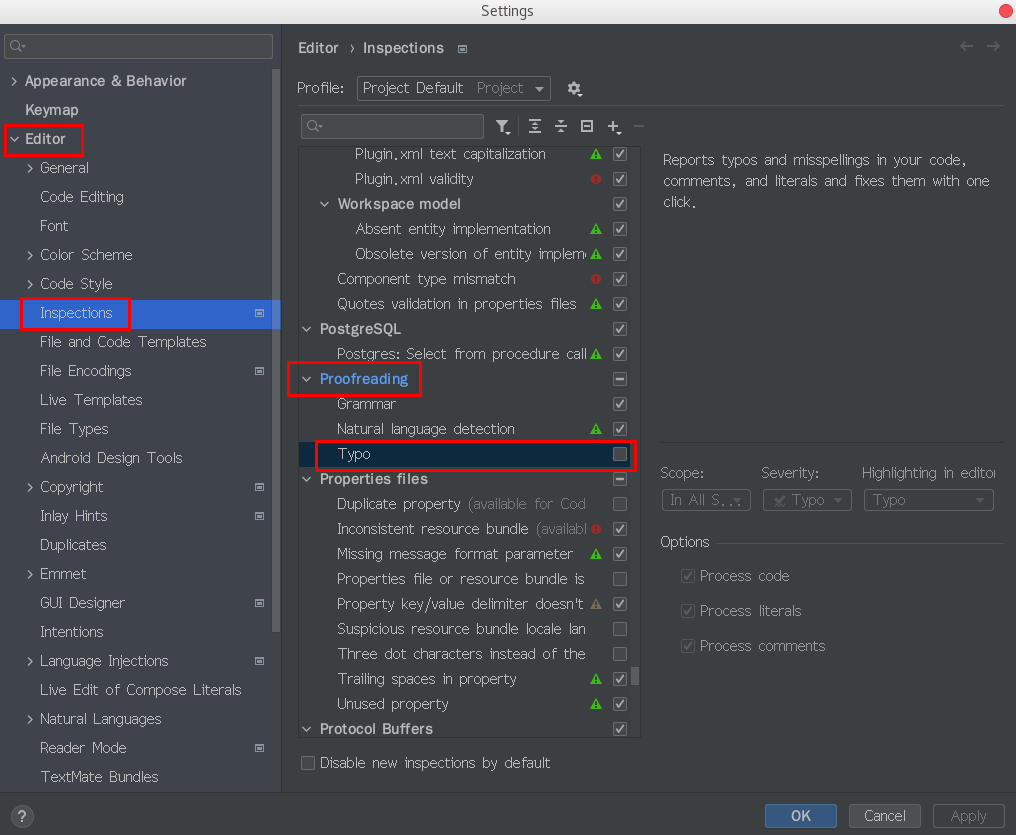 Settings
Appearance & Behavior
Keymap
Editor
General
Code Editing
Font
Color Scheme
Code Style
Inspections
File and Code Templates
File Encodings
Live Templates
File Types
Android Design Tools
Copyright
Inlay Hints
Duplicates
Emmet
GUI Designer
Intentions
Language Injections
Live Edit of Compose Literals
Natural Languages
Reader Mode
TextMate Bundles
Editor › Inspections
Profile: Project Default Project
Plugin.xml text capitalization
Plugin.xml validity
Workspace model
Absent entity implementation
Obsolete version of entity implem
Component type mismatch
Quotes validation in properties files
PostgreSQL
Postgres: Select from procedure call
Proofreading
Grammar
Natural language detection
Typo
Properties files
Duplicate property (available for Cod
Inconsistent resource bundle (availabl
Missing message format parameter
Properties file or resource bundle is
Property key/value delimiter doesn't
Suspicious resource bundle locale lan
Three dot characters instead of the
Trailing spaces in property
Unused property
Protocol Buffers
Disable new inspections by default
Reports typos and misspellings in your code,
comments, and literals and fixes them with one
click.
Scope: Severity: Highlighting in editor
In All S... Typo Typo
Options
Process code
Process literals
Process comments
? OK Cancel Apply